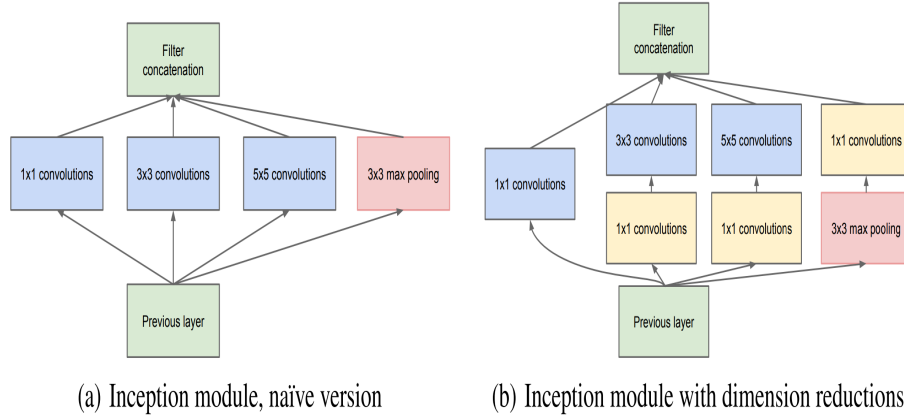 Filter
concatenation
1x1 convolutions
3x3 convolutions
5x5 convolutions
3x3 max pooling
Previous layer
(a) Inception module, naïve version
Filter
concatenation
3x3 convolutions
5x5 convolutions
1x1 convolutions
1x1 convolutions
1x1 convolutions
1x1 convolutions
3x3 max pooling
Previous layer
(b) Inception module with dimension reductions